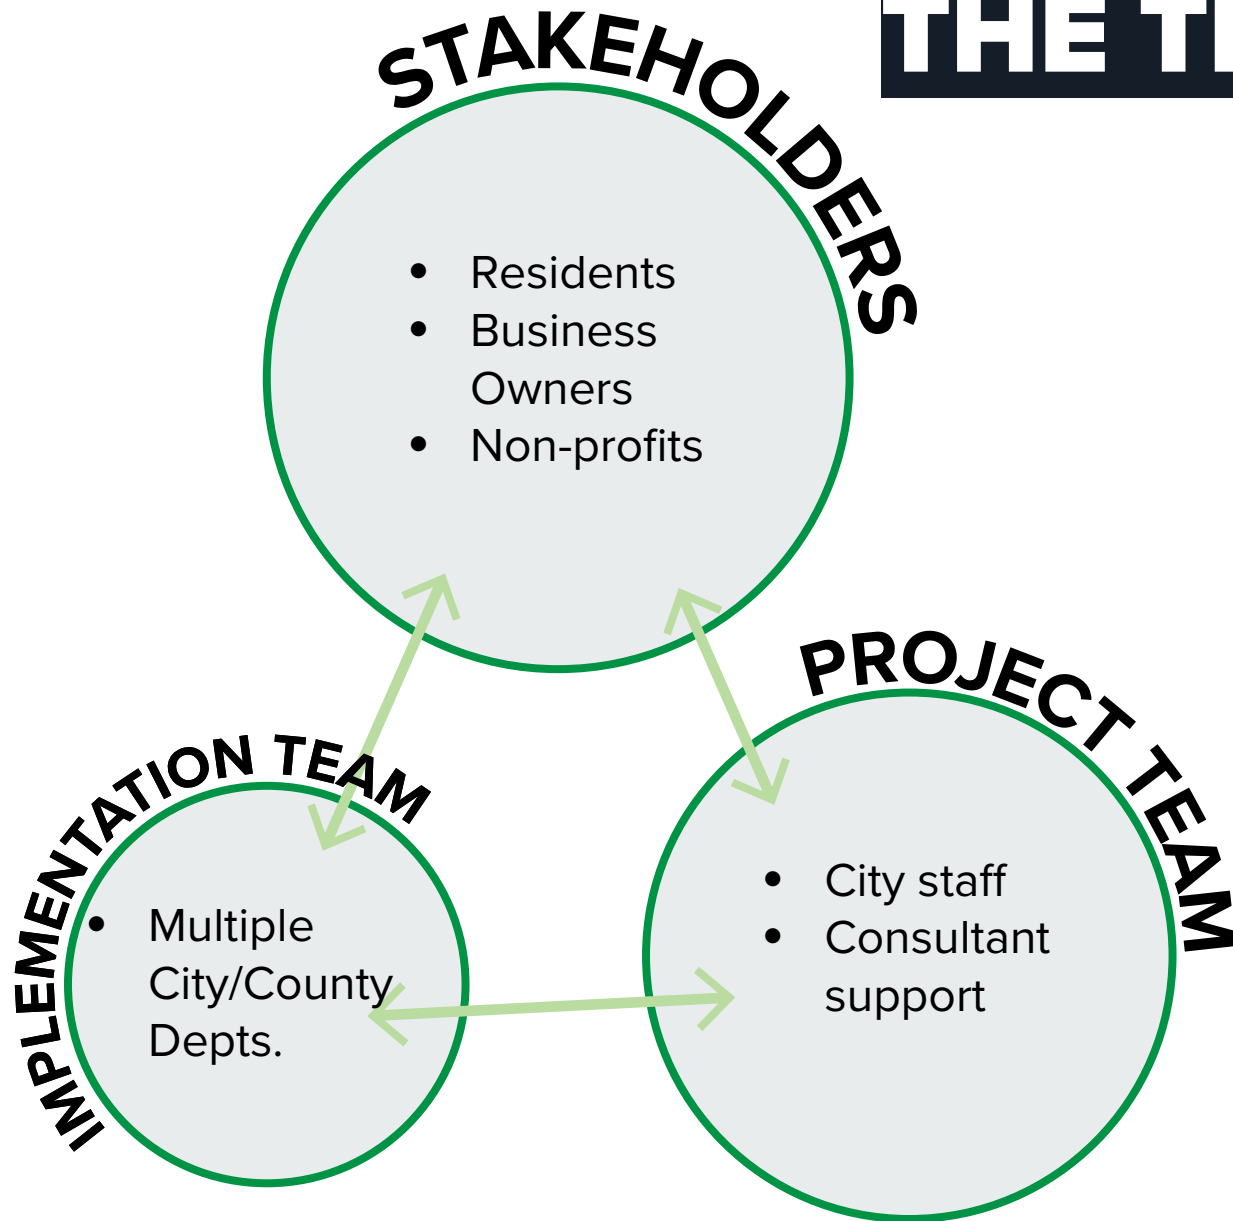 THE
STAKEHOLDERS
• Residents
• Business
Owners
• Non-profits
PROJECT TEAM
• City staff
• Consultant
support
IMPLEMENTATION TEAM
• Multiple
City/County
Depts.